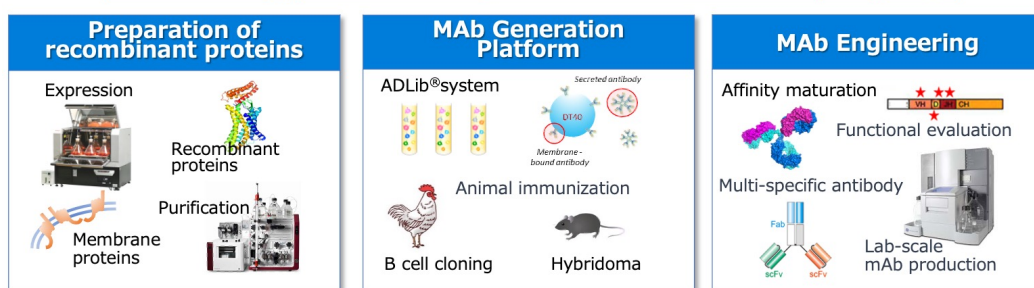 Preparation of
recombinant proteins
Expression
Recombinant
proteins
Purification
Membrane
proteins
MAb Generation
Platform
ADLib®system
Secreted antibody
DT40
Membrane -
bound antibody
Animal immunization
B cell cloning
Hybridoma
MAb Engineering
Affinity maturation
VH D JH CH
Functional evaluation
Multi-specific antibody
Fab
scFv
scFv
Lab-scale
mAb production